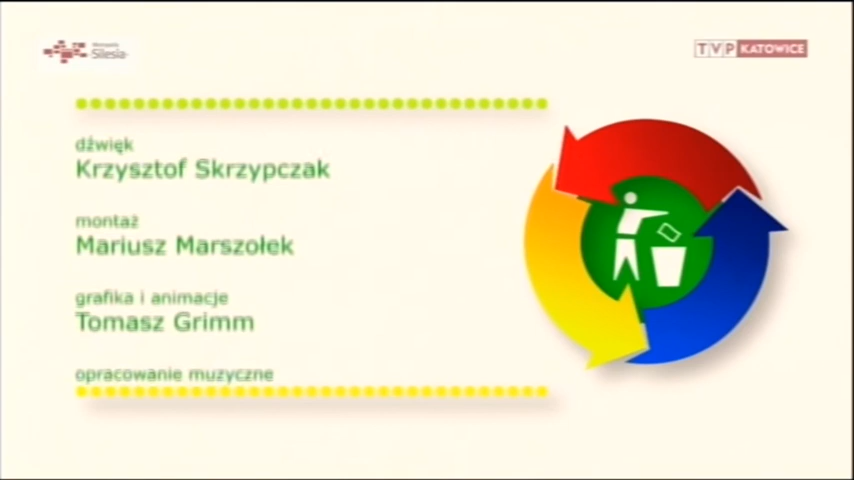 Silesia
TVP KATOWICE
dźwięk
Krzysztof Skrzypczak
montaż
Mariusz Marszołek
grafika i animacje
Tomasz Grimm
opracowanie muzyczne